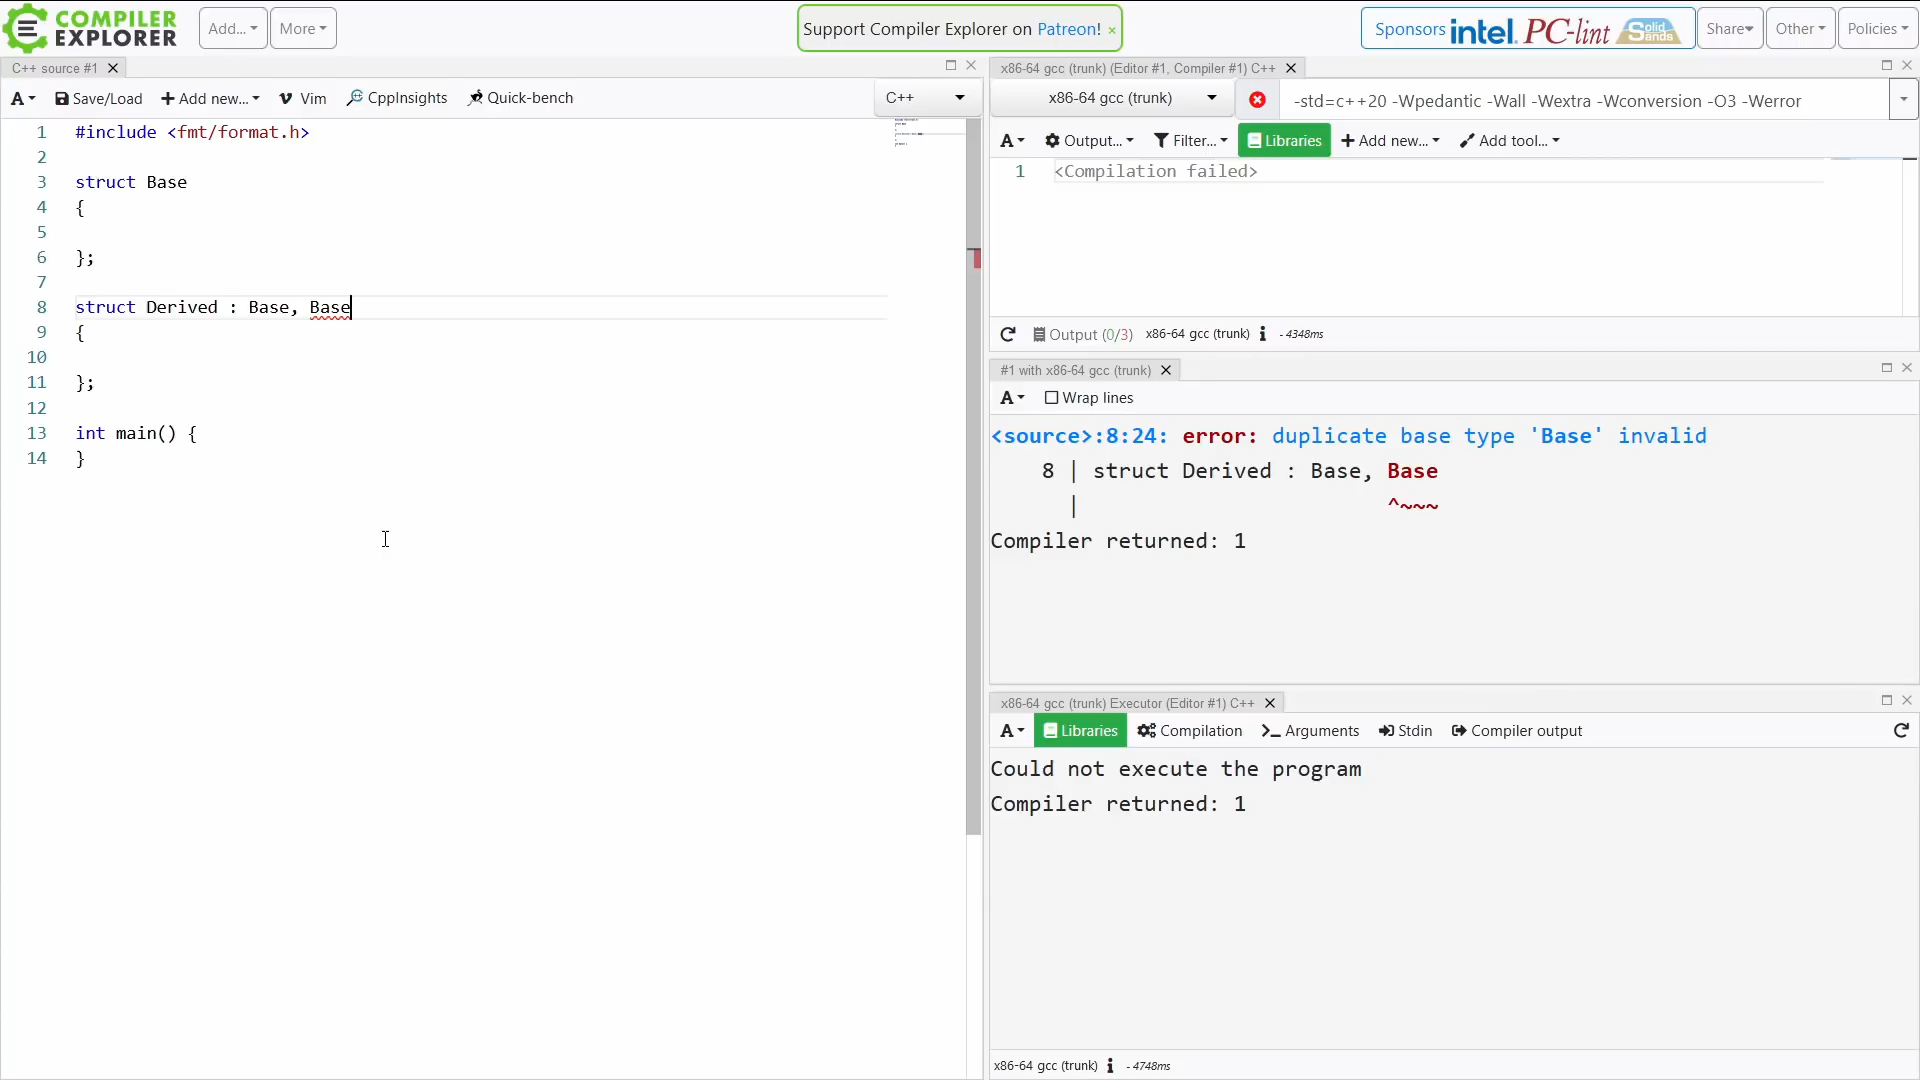 COMPILER EXPLORER
Add...
More
Support Compiler Explorer on Patreon! ×
Sponsors intel. PC-lint Solid Sands
Share
Other
Policies
C++ source #1
A
Save/Load
Add new...
Vim
CppInsights
Quick-bench
C++
1 #include <fmt/format.h>
2
3 struct Base
4 {
5
6 };
7
8 struct Derived : Base, Base
9 {
10
11 };
12
13 int main() {
14 }
x86-64 gcc (trunk) (Editor #1, Compiler #1) C++
x86-64 gcc (trunk)
-std=c++20 -Wpedantic -Wall -Wextra -Wconversion -O3 -Werror
A
Output...
Filter...
Libraries
Add new...
Add tool...
1 <Compilation failed>
Output (0/3) x86-64 gcc (trunk) i - 4348ms
#1 with x86-64 gcc (trunk)
A
Wrap lines
<source>:8:24: error: duplicate base type 'Base' invalid
8 | struct Derived : Base, Base
| ^~~~
Compiler returned: 1
x86-64 gcc (trunk) Executor (Editor #1) C++
A
Libraries
Compilation
Arguments
Stdin
Compiler output
Could not execute the program
Compiler returned: 1
x86-64 gcc (trunk) i - 4748ms